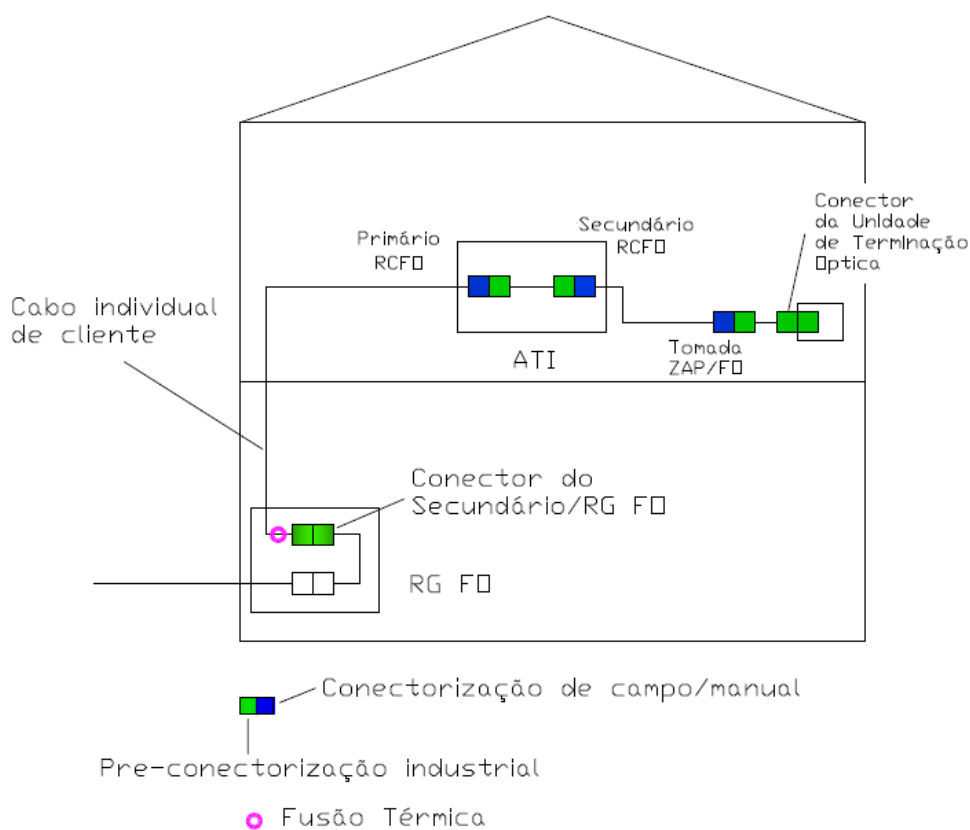 Conector
da Unidade
de Terminação
Optica
Secundário
RCFO
Primário
RCFO
Cabo individual
de cliente
ATI
Tomada
ZAP/FO
Conector do
Secundário/RG FO
RG FO
Conectorização de campo/manual
Pre-conectorização industrial
Fusão Térmica